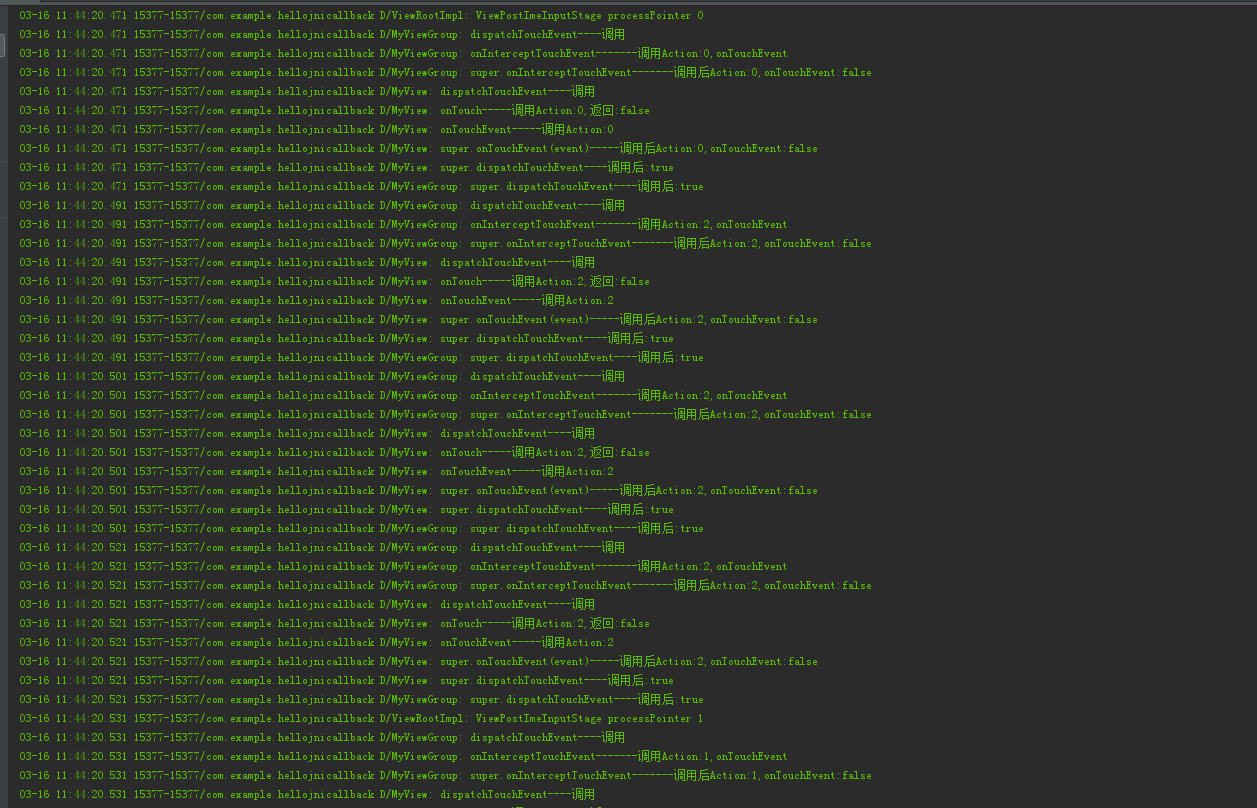 03-16 11:44:20.471 15377-15377/com.example.hellojnicallback D/ViewRootImpl: ViewPostImeInputStage processPointer 0
03-16 11:44:20.471 15377-15377/com.example.hellojnicallback D/MyViewGroup: dispatchTouchEvent----调用
03-16 11:44:20.471 15377-15377/com.example.hellojnicallback D/MyViewGroup: onInterceptTouchEvent-------调用Action:0,onTouchEvent
03-16 11:44:20.471 15377-15377/com.example.hellojnicallback D/MyViewGroup: super.onInterceptTouchEvent-------调用后Action:0,onTouchEvent:false
03-16 11:44:20.471 15377-15377/com.example.hellojnicallback D/MyView: dispatchTouchEvent----调用
03-16 11:44:20.471 15377-15377/com.example.hellojnicallback D/MyView: onTouch-----调用Action:0,返回:false
03-16 11:44:20.471 15377-15377/com.example.hellojnicallback D/MyView: onTouchEvent-----调用Action:0
03-16 11:44:20.471 15377-15377/com.example.hellojnicallback D/MyView: super.onTouchEvent(event)-----调用后Action:0,onTouchEvent:false
03-16 11:44:20.471 15377-15377/com.example.hellojnicallback D/MyView: super.dispatchTouchEvent----调用后:true
03-16 11:44:20.471 15377-15377/com.example.hellojnicallback D/MyViewGroup: super.dispatchTouchEvent----调用后:true
03-16 11:44:20.491 15377-15377/com.example.hellojnicallback D/MyViewGroup: dispatchTouchEvent----调用
03-16 11:44:20.491 15377-15377/com.example.hellojnicallback D/MyViewGroup: onInterceptTouchEvent-------调用Action:2,onTouchEvent
03-16 11:44:20.491 15377-15377/com.example.hellojnicallback D/MyViewGroup: super.onInterceptTouchEvent-------调用后Action:2,onTouchEvent:false
03-16 11:44:20.491 15377-15377/com.example.hellojnicallback D/MyView: dispatchTouchEvent----调用
03-16 11:44:20.491 15377-15377/com.example.hellojnicallback D/MyView: onTouch-----调用Action:2,返回:false
03-16 11:44:20.491 15377-15377/com.example.hellojnicallback D/MyView: onTouchEvent-----调用Action:2
03-16 11:44:20.491 15377-15377/com.example.hellojnicallback D/MyView: super.onTouchEvent(event)-----调用后Action:2,onTouchEvent:false
03-16 11:44:20.491 15377-15377/com.example.hellojnicallback D/MyView: super.dispatchTouchEvent----调用后:true
03-16 11:44:20.491 15377-15377/com.example.hellojnicallback D/MyViewGroup: super.dispatchTouchEvent----调用后:true
03-16 11:44:20.501 15377-15377/com.example.hellojnicallback D/MyViewGroup: dispatchTouchEvent----调用
03-16 11:44:20.501 15377-15377/com.example.hellojnicallback D/MyViewGroup: onInterceptTouchEvent-------调用Action:2,onTouchEvent
03-16 11:44:20.501 15377-15377/com.example.hellojnicallback D/MyViewGroup: super.onInterceptTouchEvent-------调用后Action:2,onTouchEvent:false
03-16 11:44:20.501 15377-15377/com.example.hellojnicallback D/MyView: dispatchTouchEvent----调用
03-16 11:44:20.501 15377-15377/com.example.hellojnicallback D/MyView: onTouch-----调用Action:2,返回:false
03-16 11:44:20.501 15377-15377/com.example.hellojnicallback D/MyView: onTouchEvent-----调用Action:2
03-16 11:44:20.501 15377-15377/com.example.hellojnicallback D/MyView: super.onTouchEvent(event)-----调用后Action:2,onTouchEvent:false
03-16 11:44:20.501 15377-15377/com.example.hellojnicallback D/MyView: super.dispatchTouchEvent----调用后:true
03-16 11:44:20.501 15377-15377/com.example.hellojnicallback D/MyViewGroup: super.dispatchTouchEvent----调用后:true
03-16 11:44:20.521 15377-15377/com.example.hellojnicallback D/MyViewGroup: dispatchTouchEvent----调用
03-16 11:44:20.521 15377-15377/com.example.hellojnicallback D/MyViewGroup: onInterceptTouchEvent-------调用Action:2,onTouchEvent
03-16 11:44:20.521 15377-15377/com.example.hellojnicallback D/MyViewGroup: super.onInterceptTouchEvent-------调用后Action:2,onTouchEvent:false
03-16 11:44:20.521 15377-15377/com.example.hellojnicallback D/MyView: dispatchTouchEvent----调用
03-16 11:44:20.521 15377-15377/com.example.hellojnicallback D/MyView: onTouch-----调用Action:2,返回:false
03-16 11:44:20.521 15377-15377/com.example.hellojnicallback D/MyView: onTouchEvent-----调用Action:2
03-16 11:44:20.521 15377-15377/com.example.hellojnicallback D/MyView: super.onTouchEvent(event)-----调用后Action:2,onTouchEvent:false
03-16 11:44:20.521 15377-15377/com.example.hellojnicallback D/MyView: super.dispatchTouchEvent----调用后:true
03-16 11:44:20.521 15377-15377/com.example.hellojnicallback D/MyViewGroup: super.dispatchTouchEvent----调用后:true
03-16 11:44:20.531 15377-15377/com.example.hellojnicallback D/ViewRootImpl: ViewPostImeInputStage processPointer 1
03-16 11:44:20.531 15377-15377/com.example.hellojnicallback D/MyViewGroup: dispatchTouchEvent----调用
03-16 11:44:20.531 15377-15377/com.example.hellojnicallback D/MyViewGroup: onInterceptTouchEvent-------调用Action:1,onTouchEvent
03-16 11:44:20.531 15377-15377/com.example.hellojnicallback D/MyViewGroup: super.onInterceptTouchEvent-------调用后Action:1,onTouchEvent:false
03-16 11:44:20.531 15377-15377/com.example.hellojnicallback D/MyView: dispatchTouchEvent----调用